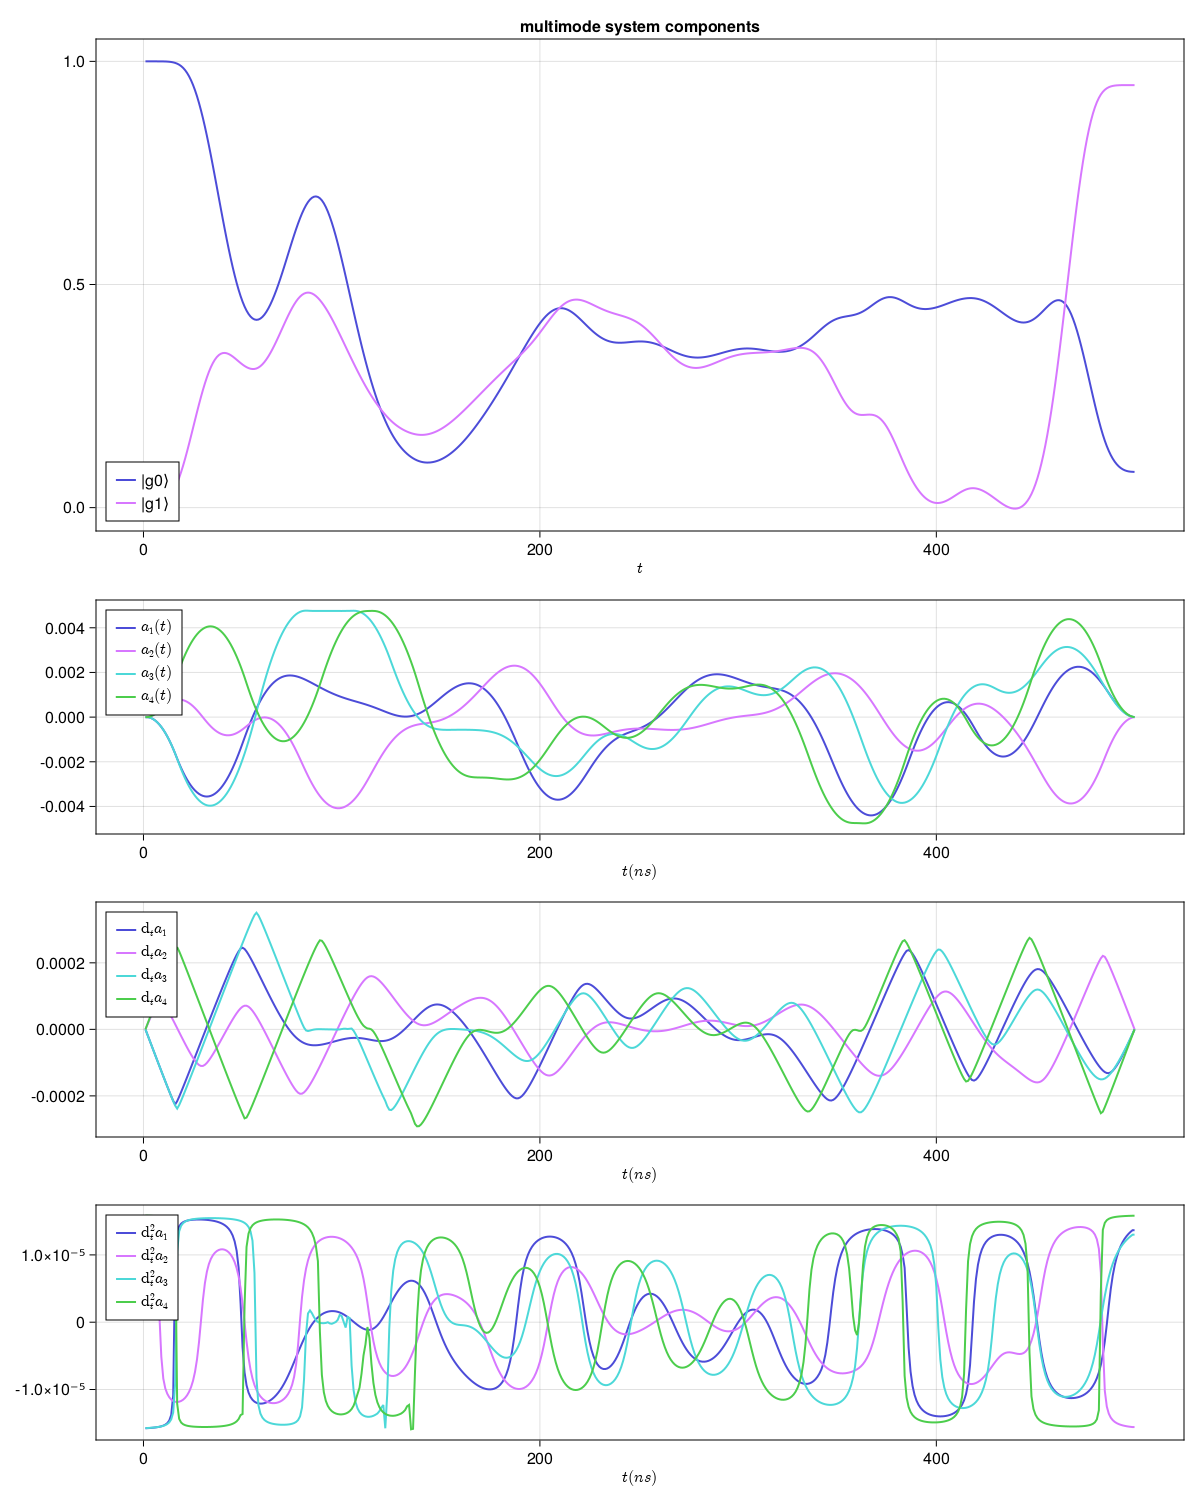 multimode system components
1.0
0.5
0.0
|g0⟩
|g1⟩
0 200 400
t
0.004
0.002
0.000
-0.002
-0.004
a₁(t)
a₂(t)
a₃(t)
a₄(t)
0 200 400
t(ns)
0.0002
0.0000
-0.0002
dₜa₁
dₜa₂
dₜa₃
dₜa₄
0 200 400
t(ns)
1.0×10⁻⁵
0
-1.0×10⁻⁵
d²ₜa₁
d²ₜa₂
d²ₜa₃
d²ₜa₄
0 200 400
t(ns)